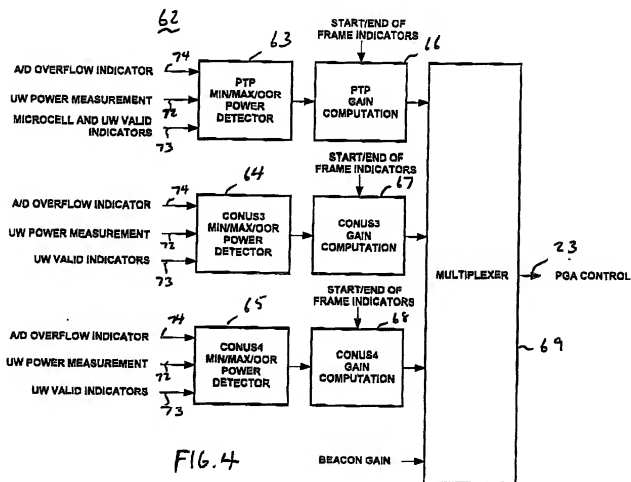 62
START/END OF
FRAME INDICATORS
63
16
74
A/D OVERFLOW INDICATOR
UW POWER MEASUREMENT
72
MICROCELL AND UW VALID
INDICATORS
73
PTP
MIN/MAX/OOR
POWER
DETECTOR
PTP
GAIN
COMPUTATION
START/END OF
FRAME INDICATORS
64
67
74
A/D OVERFLOW INDICATOR
UW POWER MEASUREMENT
72
UW VALID INDICATORS
73
CONUS3
MIN/MAX/OOR
POWER
DETECTOR
CONUS3
GAIN
COMPUTATION
MULTIPLEXER
23
PGA CONTROL
START/END OF
FRAME INDICATORS
65
68
69
74
A/D OVERFLOW INDICATOR
UW POWER MEASUREMENT
72
UW VALID INDICATORS
73
CONUS4
MIN/MAX/OOR
POWER
DETECTOR
CONUS4
GAIN
COMPUTATION
FIG.4
BEACON GAIN